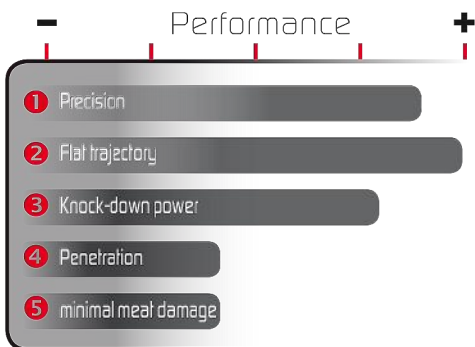 - Performance +
1 Precision
2 Flat trajectory
3 Knock-down power
4 Penetration
5 minimal meat damage